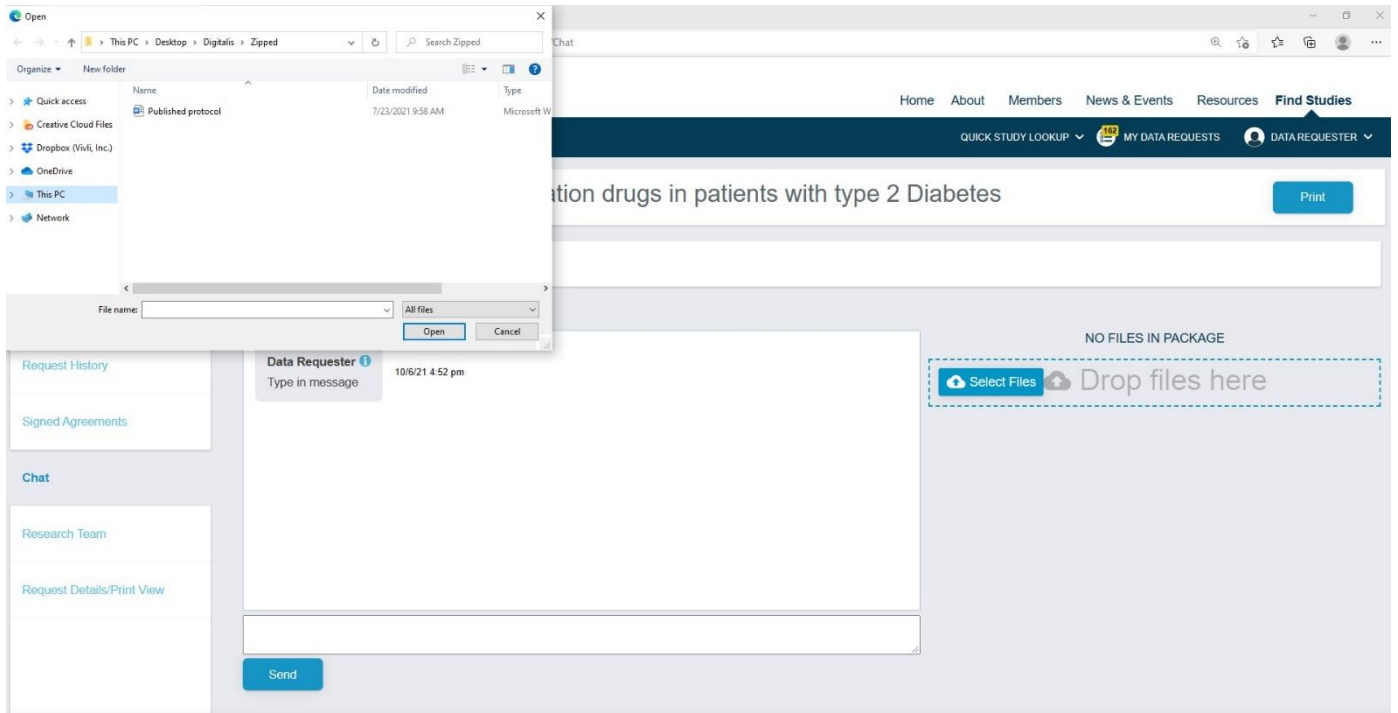 Open
This PC > Desktop > Digitalis > Zipped
Search Zipped
Organize
New folder
Name
Date modified
Type
Published protocol
7/23/2021 9:58 AM
Microsoft W
Quick access
Creative Cloud Files
Dropbox (Vivli, Inc.)
OneDrive
This PC
Network
File name:
All files
Open
Cancel
/Chat
Home
About
Members
News & Events
Resources
Find Studies
QUICK STUDY LOOKUP
162
MY DATA REQUESTS
DATA REQUESTER
ation drugs in patients with type 2 Diabetes
Print
Request History
Signed Agreements
Chat
Research Team
Request Details/Print View
Data Requester
Type in message
10/6/21 4:52 pm
Send
NO FILES IN PACKAGE
Select Files
Drop files here